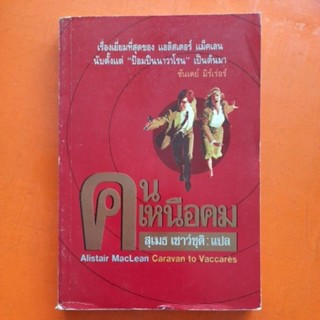 เรื่องเยี่ยมที่สุดของ แอลิสเตอร์ แม็คเลน
นับตั้งแต่ "ป้อมปืนนาวาโรน" เป็นต้นมา
ซันเดย์ มิร์เร่อร์
คนเหนือคม
สุเมธ เชาว์ชุติ : แปล
Alistair MacLean Caravan to Vaccarès